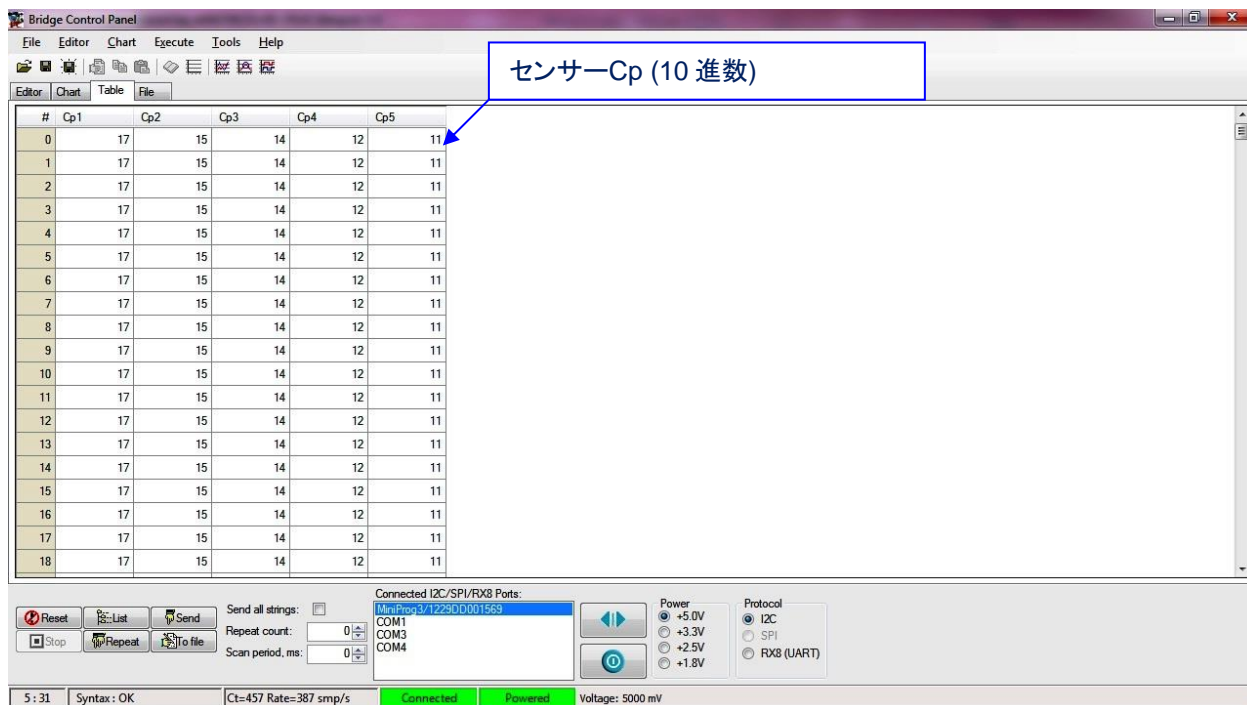 Bridge Control Panel
File Editor Chart Execute Tools Help
センサーCp (10 進数)
Editor Chart Table File
# Cp1 Cp2 Cp3 Cp4 Cp5
0 17 15 14 12 11
1 17 15 14 12 11
2 17 15 14 12 11
3 17 15 14 12 11
4 17 15 14 12 11
5 17 15 14 12 11
6 17 15 14 12 11
7 17 15 14 12 11
8 17 15 14 12 11
9 17 15 14 12 11
10 17 15 14 12 11
11 17 15 14 12 11
12 17 15 14 12 11
13 17 15 14 12 11
14 17 15 14 12 11
15 17 15 14 12 11
16 17 15 14 12 11
17 17 15 14 12 11
18 17 15 14 12 11
Reset List Send
Stop Repeat To file
Send all strings:
Repeat count: 0
Scan period, ms: 0
Connected I2C/SPI/RX8 Ports:
MiniProg3/1229DD001569
COM1
COM3
COM4
Power
+5.0V
+3.3V
+2.5V
+1.8V
Protocol
I2C
SPI
RX8 (UART)
5:31 Syntax: OK Ct=457 Rate=387 smp/s Connected Powered Voltage: 5000 mV